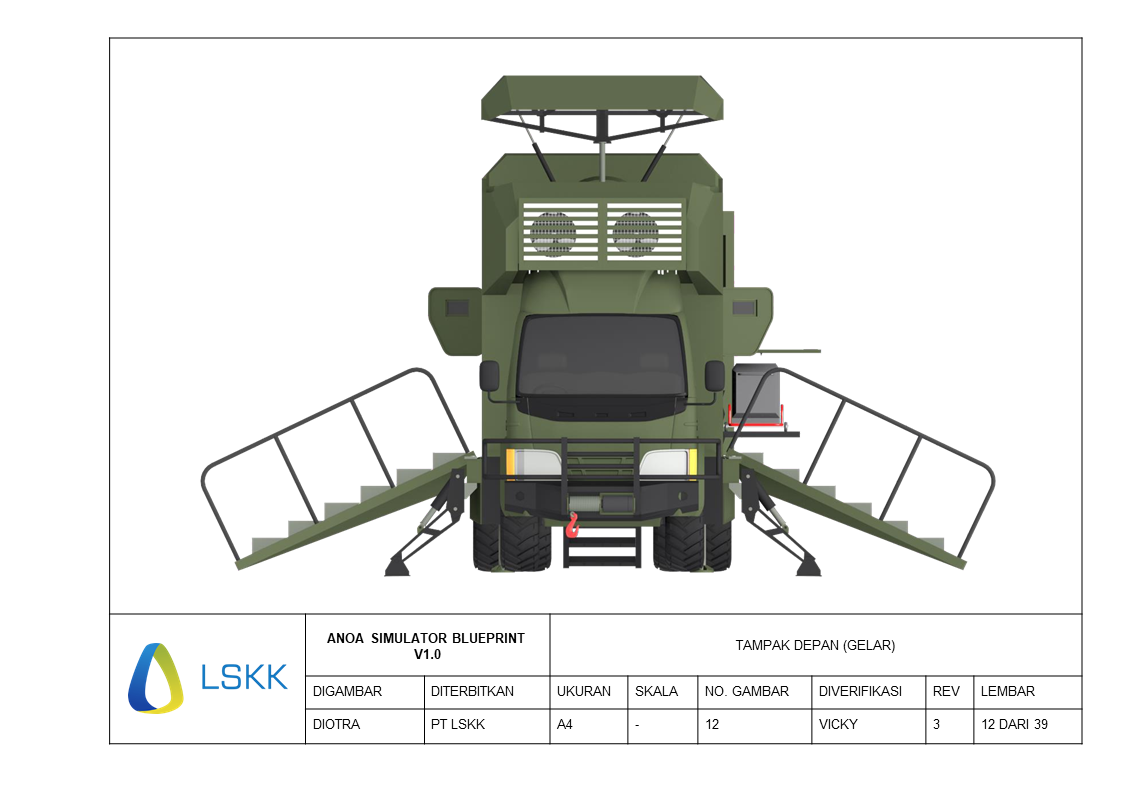 LSKK
ANOA SIMULATOR BLUEPRINT
V1.0
TAMPAK DEPAN (GELAR)
DIGAMBAR DITERBITKAN UKURAN SKALA NO. GAMBAR DIVERIFIKASI REV LEMBAR
DIOTRA PT LSKK A4 - 12 VICKY 3 12 DARI 39